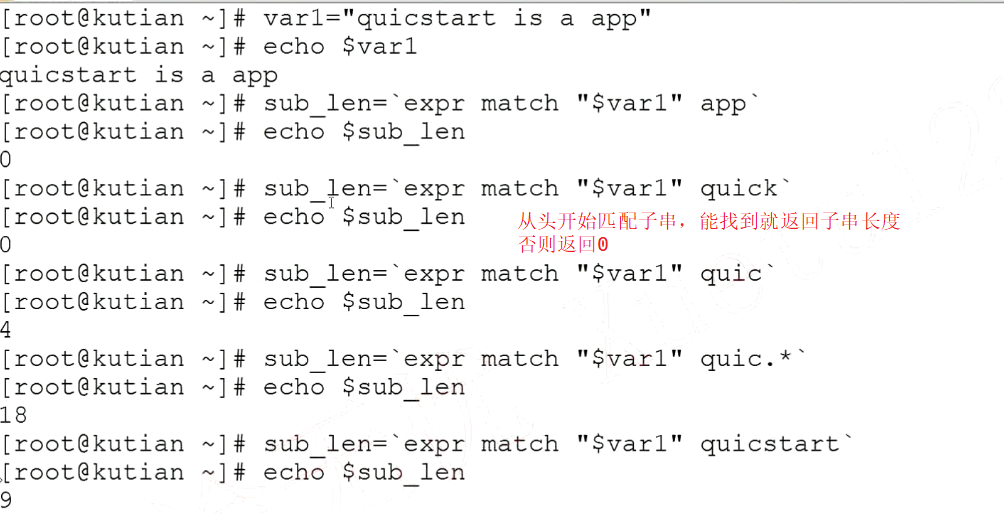 [root@kutian ~]# var1="quicstart is a app"
[root@kutian ~]# echo $var1
quicstart is a app
[root@kutian ~]# sub_len=`expr match "$var1" app`
[root@kutian ~]# echo $sub_len
0
[root@kutian ~]# sub_len=`expr match "$var1" quick`
[root@kutian ~]# echo $sub_len
从头开始匹配子串，能找到就返回子串长度
否则返回0
0
[root@kutian ~]# sub_len=`expr match "$var1" quic`
[root@kutian ~]# echo $sub_len
4
[root@kutian ~]# sub_len=`expr match "$var1" quic.*`
[root@kutian ~]# echo $sub_len
18
[root@kutian ~]# sub_len=`expr match "$var1" quicstart`
[root@kutian ~]# echo $sub_len
9